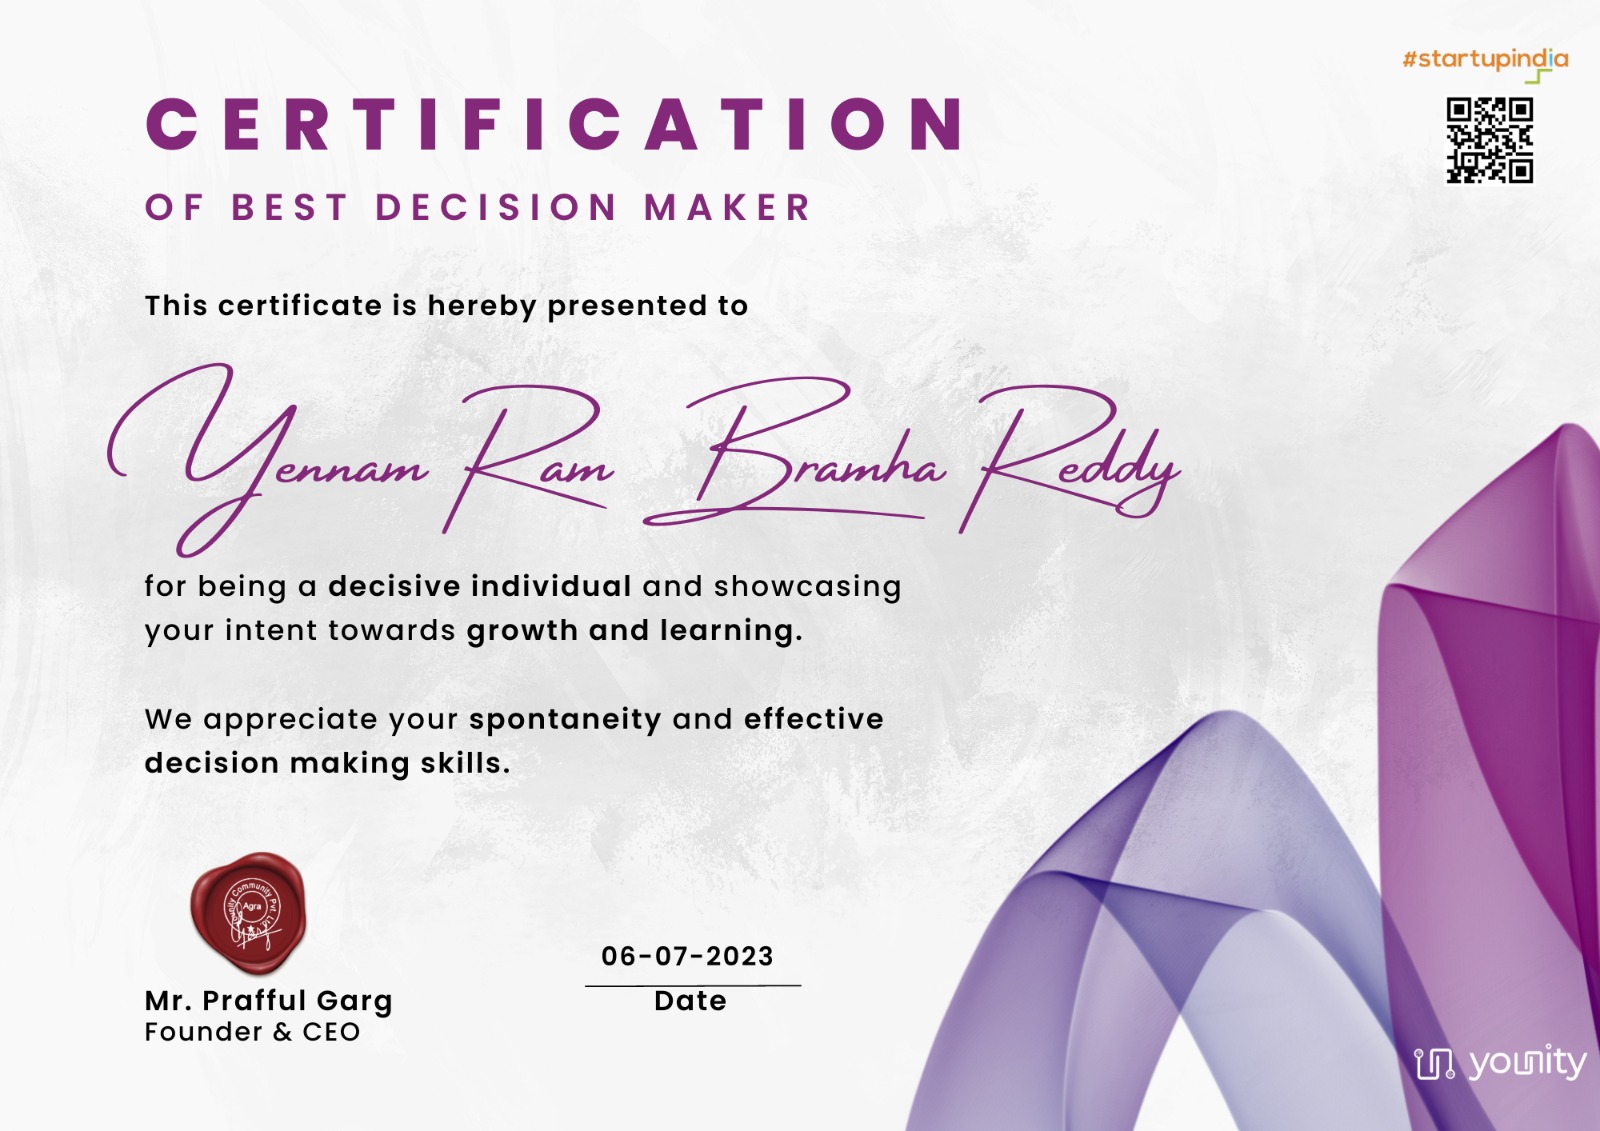 #startupindia
CERTIFICATION
OF BEST DECISION MAKER
This certificate is hereby presented to
Yennam Ram Bramha Reddy
for being a decisive individual and showcasing
your intent towards growth and learning.
We appreciate your spontaneity and effective
decision making skills.
Community Pvt. Ltd.
Agra
06-07-2023
Mr. Prafful Garg
Date
Founder & CEO
younity